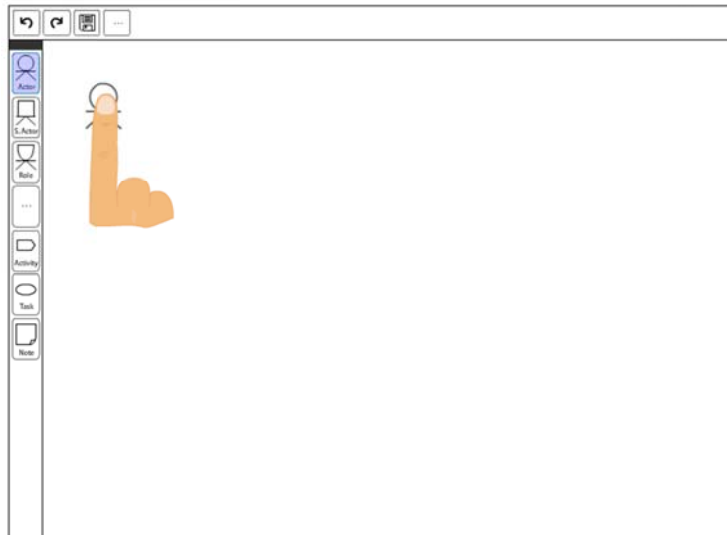 ...
Actor
S. Actor
Role
...
Activity
Task
Note